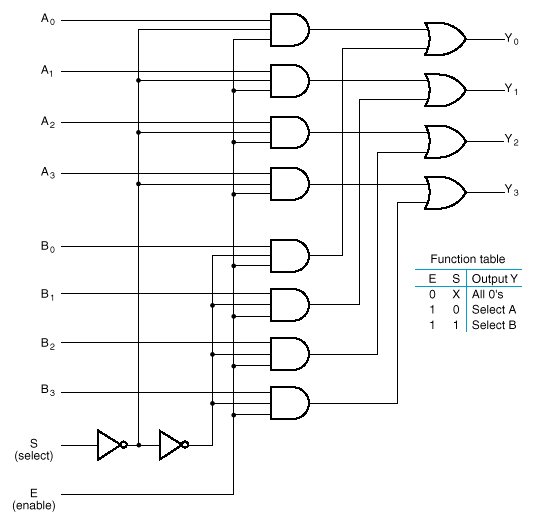 A0
A1
A2
A3
B0
B1
B2
B3
S
(select)
E
(enable)
Y0
Y1
Y2
Y3
Function table
E S Output Y
0 X All 0's
1 0 Select A
1 1 Select B